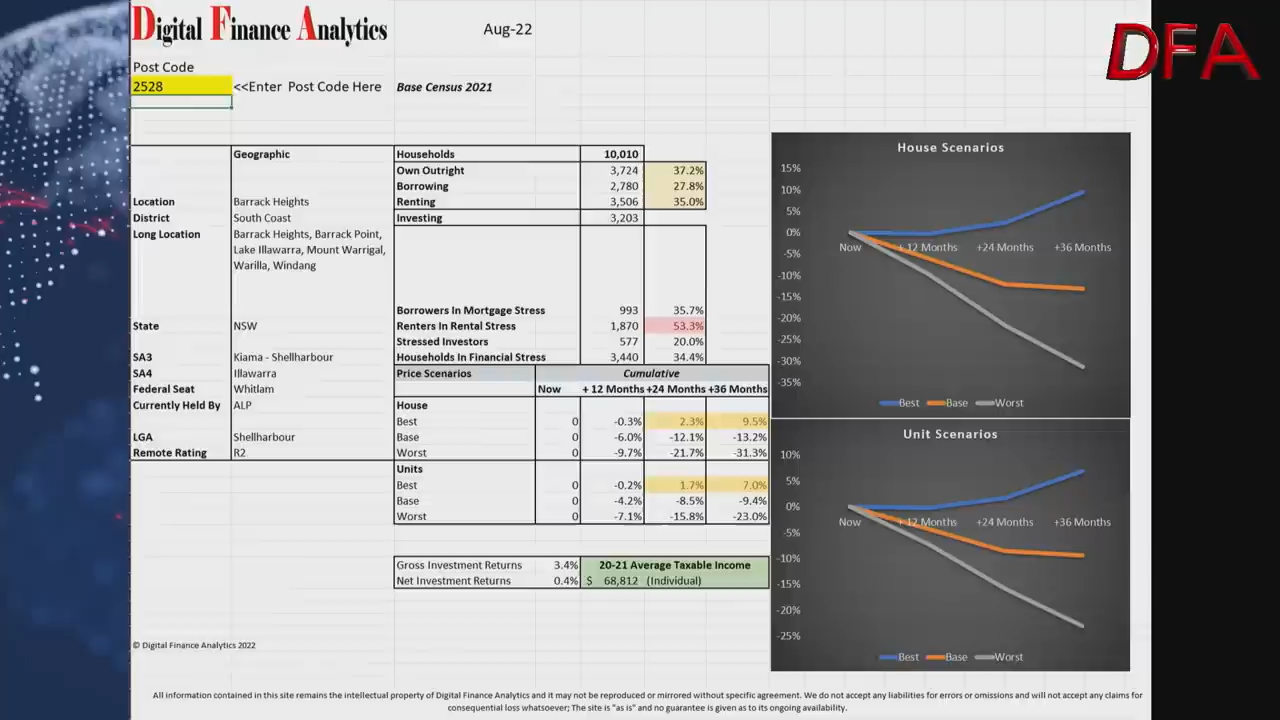 Digital Finance Analytics Aug-22
DFA
Post Code
2528 <<Enter Post Code Here Base Census 2021
Geographic Households 10,010
Own Outright 3,724 37.2%
Borrowing 2,780 27.8%
Location Barrack Heights Renting 3,506 35.0%
District South Coast Investing 3,203
Long Location Barrack Heights, Barrack Point,
Lake Illawarra, Mount Warrigal,
Warilla, Windang
Borrowers In Mortgage Stress 993 35.7%
State NSW Renters In Rental Stress 1,870 53.3%
Stressed Investors 577 20.0%
SA3 Kiama - Shellharbour Households In Financial Stress 3,440 34.4%
SA4 Illawarra Price Scenarios Cumulative
Federal Seat Whitlam Now + 12 Months +24 Months +36 Months
Currently Held By ALP House
Best 0 -0.3% 2.3% 9.5%
LGA Shellharbour Base 0 -6.0% -12.1% -13.2%
Remote Rating R2 Worst 0 -9.7% -21.7% -31.3%
Units
Best 0 -0.2% 1.7% 7.0%
Base 0 -4.2% -8.5% -9.4%
Worst 0 -7.1% -15.8% -23.0%
Gross Investment Returns 3.4% 20-21 Average Taxable Income
Net Investment Returns 0.4% $ 68,812 (Individual)
House Scenarios
15%
10%
5%
0%
Now + 12 Months +24 Months +36 Months
-5%
-10%
-15%
-20%
-25%
-30%
-35%
Best Base Worst
Unit Scenarios
10%
5%
0%
Now + 12 Months +24 Months +36 Months
-5%
-10%
-15%
-20%
-25%
Best Base Worst
© Digital Finance Analytics 2022
All information contained in this site remains the intellectual property of Digital Finance Analytics and it may not be reproduced or mirrored without specific agreement. We do not accept any liabilities for errors or omissions and will not accept any claims for
consequential loss whatsoever; The site is "as is" and no guarantee is given as to its ongoing availability.